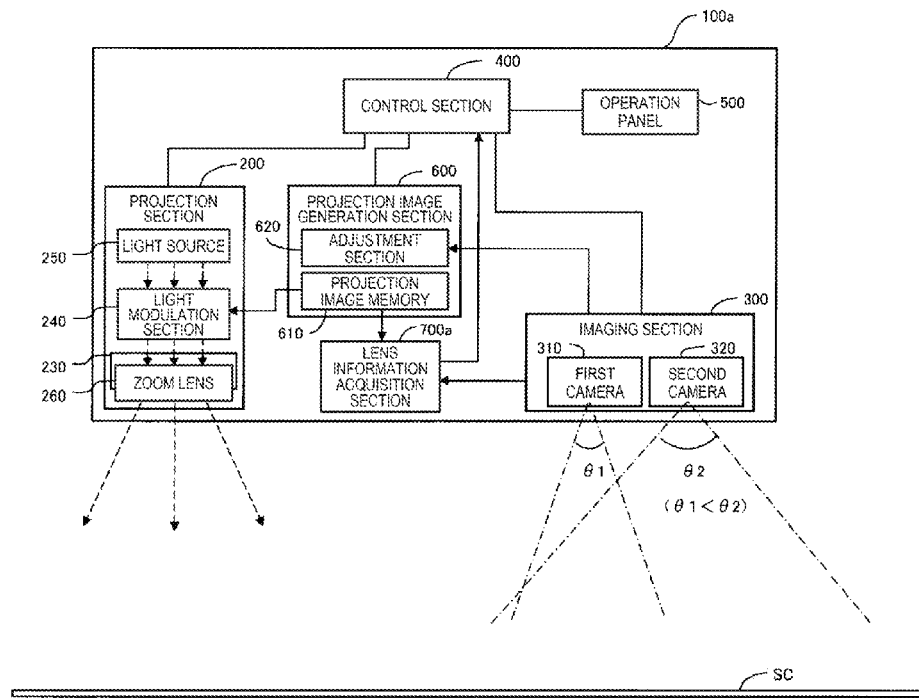 100a
400
CONTROL SECTION
OPERATION
PANEL
500
200
PROJECTION
SECTION
250
LIGHT SOURCE
240
LIGHT
MODULATION
SECTION
230
260
ZOOM LENS
600
PROJECTION IMAGE
GENERATION SECTION
620
ADJUSTMENT
SECTION
PROJECTION
IMAGE MEMORY
610
700a
LENS
INFORMATION
ACQUISITION
SECTION
300
IMAGING SECTION
310
320
FIRST
CAMERA
SECOND
CAMERA
θ1
θ2
(θ1<θ2)
SC